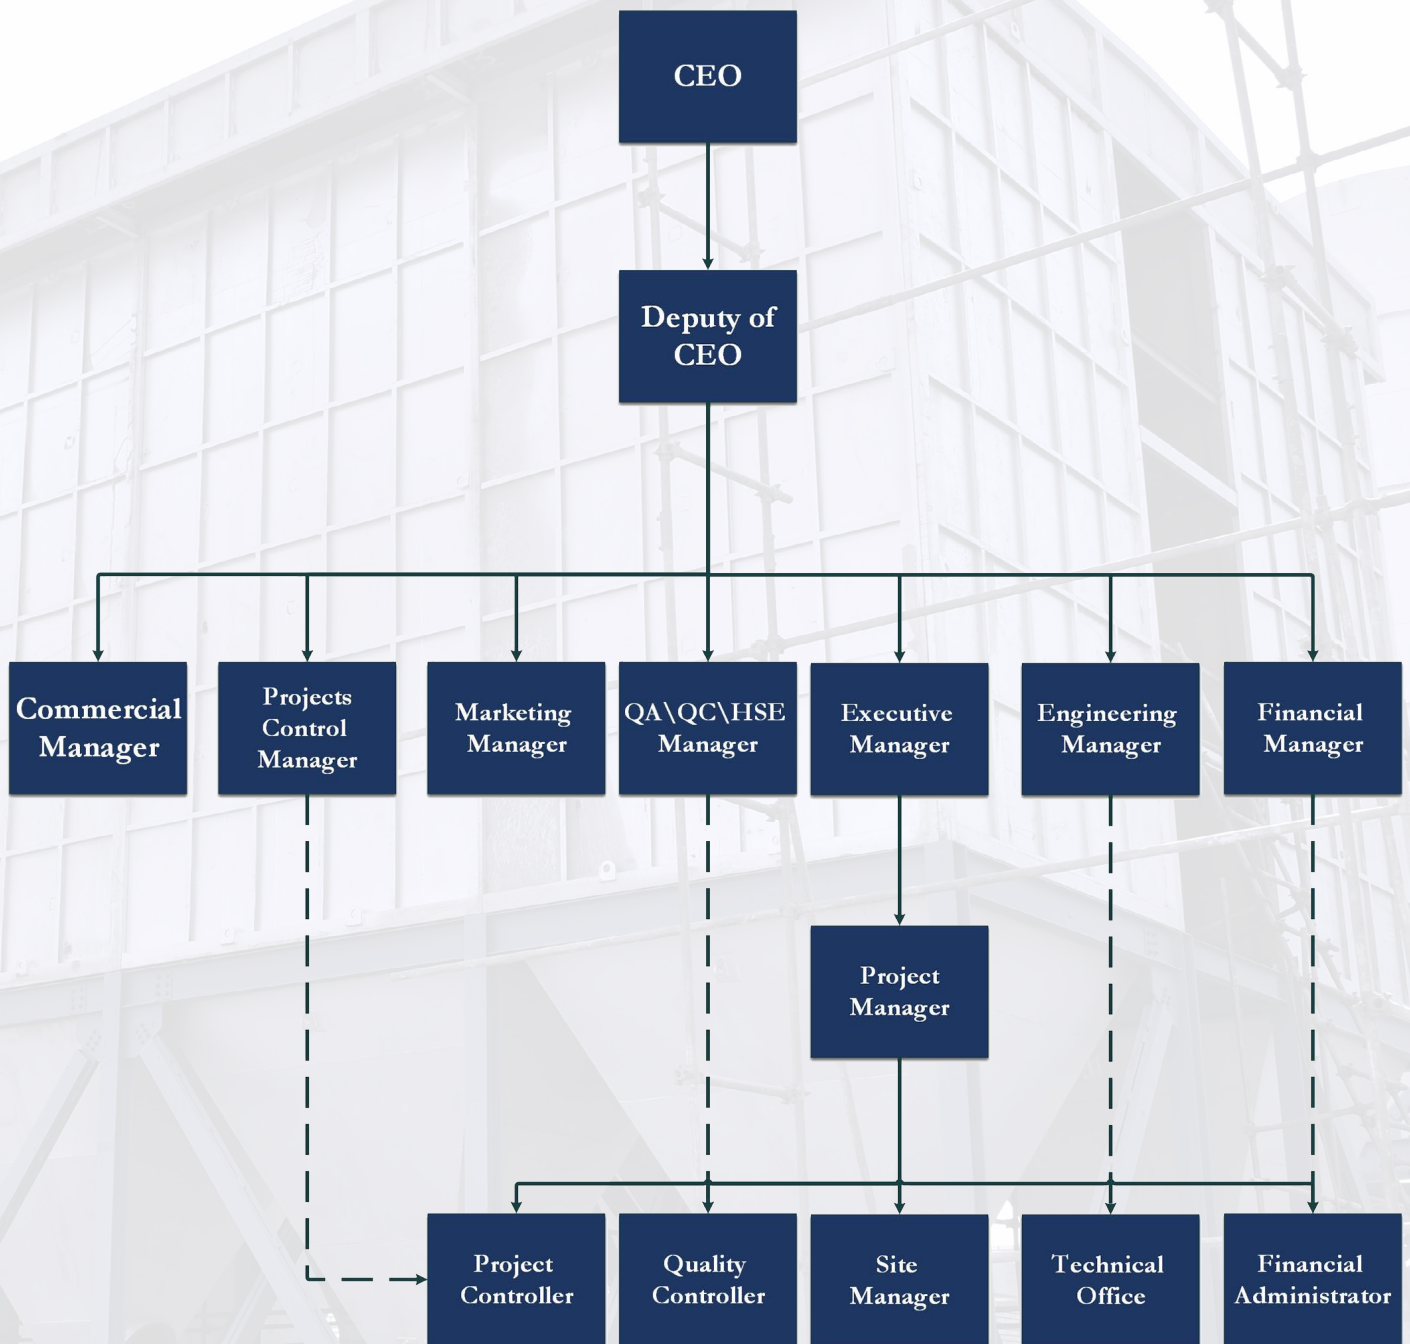 CEO
Deputy of
CEO
Commercial
Manager
Projects
Control
Manager
Marketing
Manager
QA\QC\HSE
Manager
Executive
Manager
Engineering
Manager
Financial
Manager
Project
Manager
Project
Controller
Quality
Controller
Site
Manager
Technical
Office
Financial
Administrator